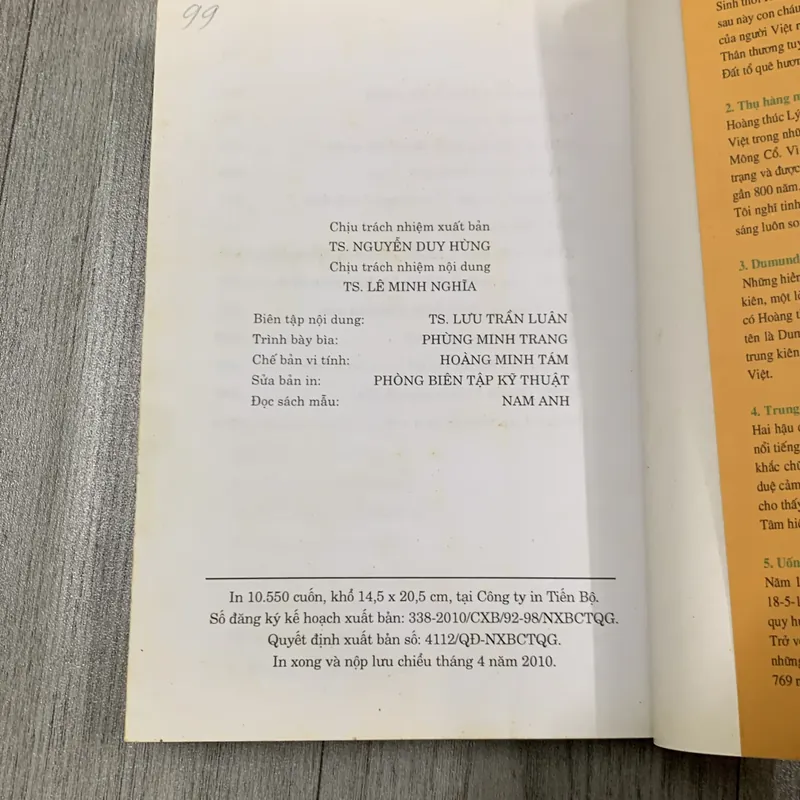 99
Chịu trách nhiệm xuất bản
TS. NGUYỄN DUY HÙNG
Chịu trách nhiệm nội dung
TS. LÊ MINH NGHĨA
Biên tập nội dung: TS. LƯU TRẦN LUÂN
Trình bày bìa: PHÙNG MINH TRANG
Chế bản vi tính: HOÀNG MINH TÁM
Sửa bản in: PHÒNG BIÊN TẬP KỸ THUẬT
Đọc sách mẫu: NAM ANH
In 10.550 cuốn, khổ 14,5 x 20,5 cm, tại Công ty in Tiến Bộ.
Số đăng ký kế hoạch xuất bản: 338-2010/CXB/92-98/NXBCTQG.
Quyết định xuất bản số: 4112/QĐ-NXBCTQG.
In xong và nộp lưu chiểu tháng 4 năm 2010.
Sinh thời
sau này con cháu
của người Việt
Thân thương
Đất tổ quê hươn
2. Thụ hàng
Hoàng thúc Lý
Việt trong
Mông Cổ. Vì
trạng và được
gần 800 năm.
Tôi nghĩ tinh
sáng luôn
3. Dumund
Những
kiên, một
có Hoàng
tên là Dun
trung kiên
Việt.
4. Trung
Hai hậu
nổi tiếng
khắc
duệ cảm
cho thấy
Tâm
5. Uốn
Năm 1
18-5-1
quy
Trở
những
769